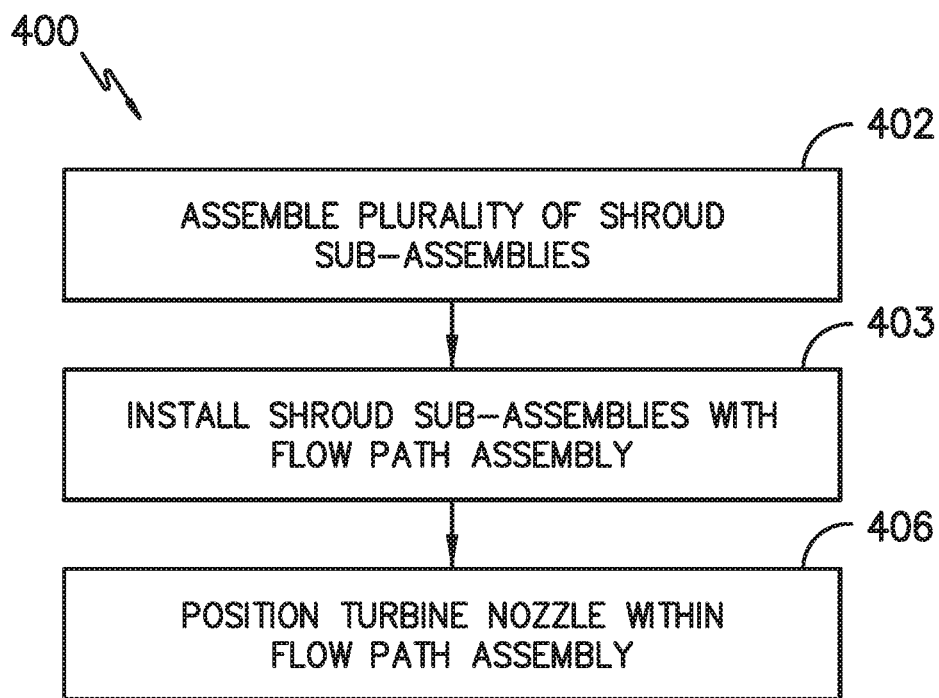 400
402
ASSEMBLE PLURALITY OF SHROUD
SUB-ASSEMBLIES
403
INSTALL SHROUD SUB-ASSEMBLIES WITH
FLOW PATH ASSEMBLY
406
POSITION TURBINE NOZZLE WITHIN
FLOW PATH ASSEMBLY